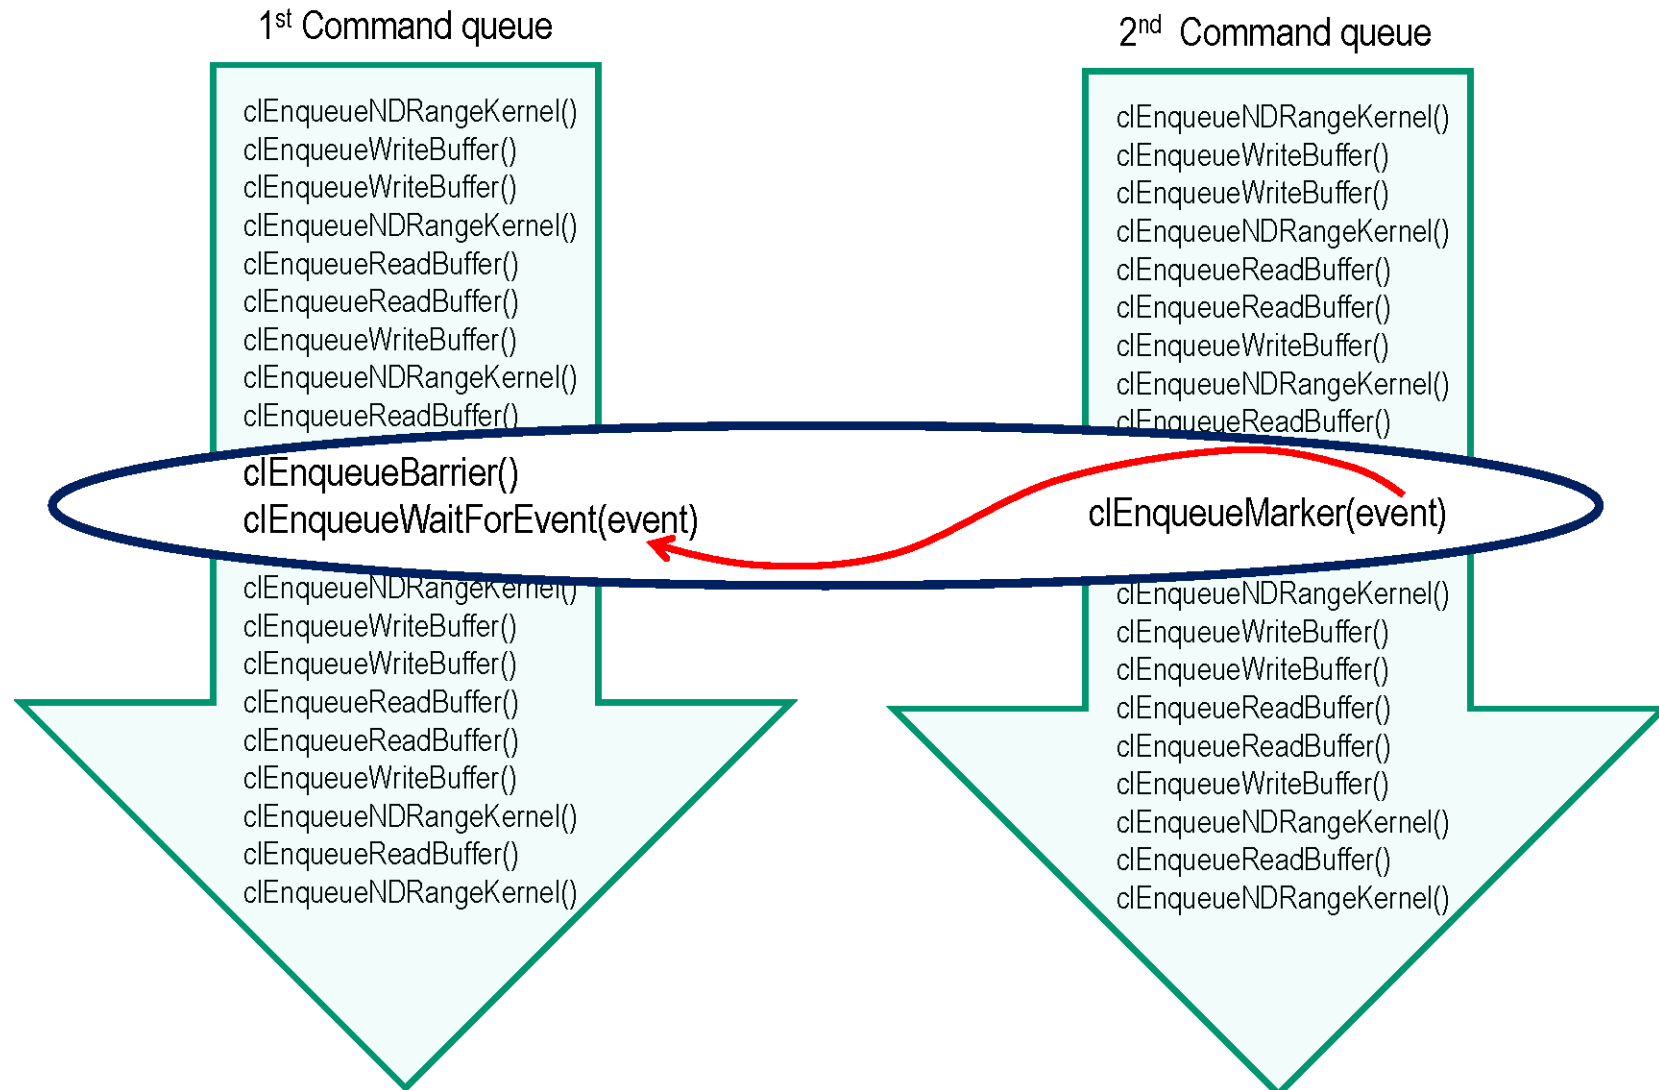 1st Command queue
clEnqueueNDRangeKernel()
clEnqueueWriteBuffer()
clEnqueueWriteBuffer()
clEnqueueNDRangeKernel()
clEnqueueReadBuffer()
clEnqueueReadBuffer()
clEnqueueWriteBuffer()
clEnqueueNDRangeKernel()
clEnqueueReadBuffer()
clEnqueueBarrier()
clEnqueueWaitForEvent(event)
clEnqueueNDRangeKernel()
clEnqueueWriteBuffer()
clEnqueueWriteBuffer()
clEnqueueReadBuffer()
clEnqueueReadBuffer()
clEnqueueWriteBuffer()
clEnqueueNDRangeKernel()
clEnqueueReadBuffer()
clEnqueueNDRangeKernel()
2nd Command queue
clEnqueueNDRangeKernel()
clEnqueueWriteBuffer()
clEnqueueWriteBuffer()
clEnqueueNDRangeKernel()
clEnqueueReadBuffer()
clEnqueueReadBuffer()
clEnqueueWriteBuffer()
clEnqueueNDRangeKernel()
clEnqueueReadBuffer()
clEnqueueMarker(event)
clEnqueueNDRangeKernel()
clEnqueueWriteBuffer()
clEnqueueWriteBuffer()
clEnqueueReadBuffer()
clEnqueueReadBuffer()
clEnqueueWriteBuffer()
clEnqueueNDRangeKernel()
clEnqueueReadBuffer()
clEnqueueNDRangeKernel()